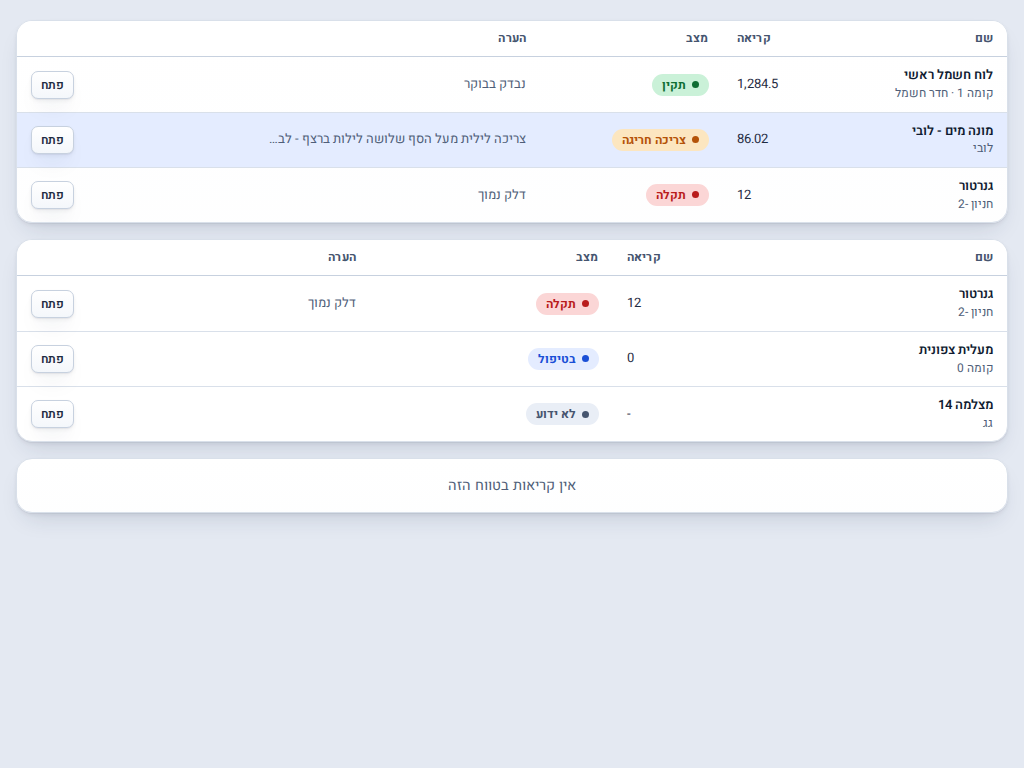 שם קריאה מצב הערה
לוח חשמל ראשי
קומה 1 · חדר חשמל
1,284.5 תקין נבדק בבוקר פתח
מונה מים - לובי
לובי
86.02 צריכה חריגה צריכה לילית מעל הסף שלושה לילות ברצף - לב... פתח
גנרטור
חניון -2
12 תקלה דלק נמוך פתח
שם קריאה מצב הערה
גנרטור
חניון -2
12 תקלה דלק נמוך פתח
מעלית צפונית
קומה 0
0 בטיפול פתח
מצלמה 14
גג
- לא ידוע פתח
אין קריאות בטווח הזה